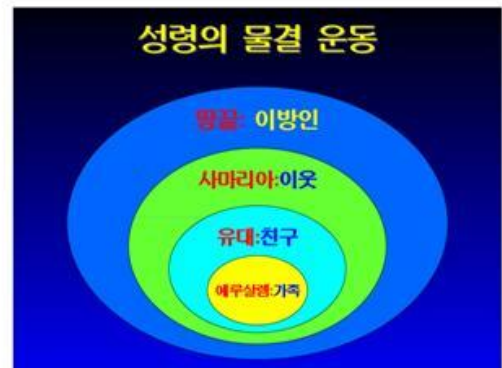 성령의 물결 운동
땅끝: 이방인
사마리아:이웃
유대:친구
예루살렘:가족